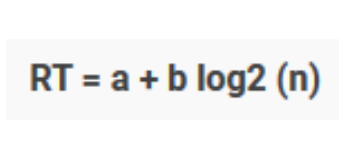 RT = a + b log2 (n)